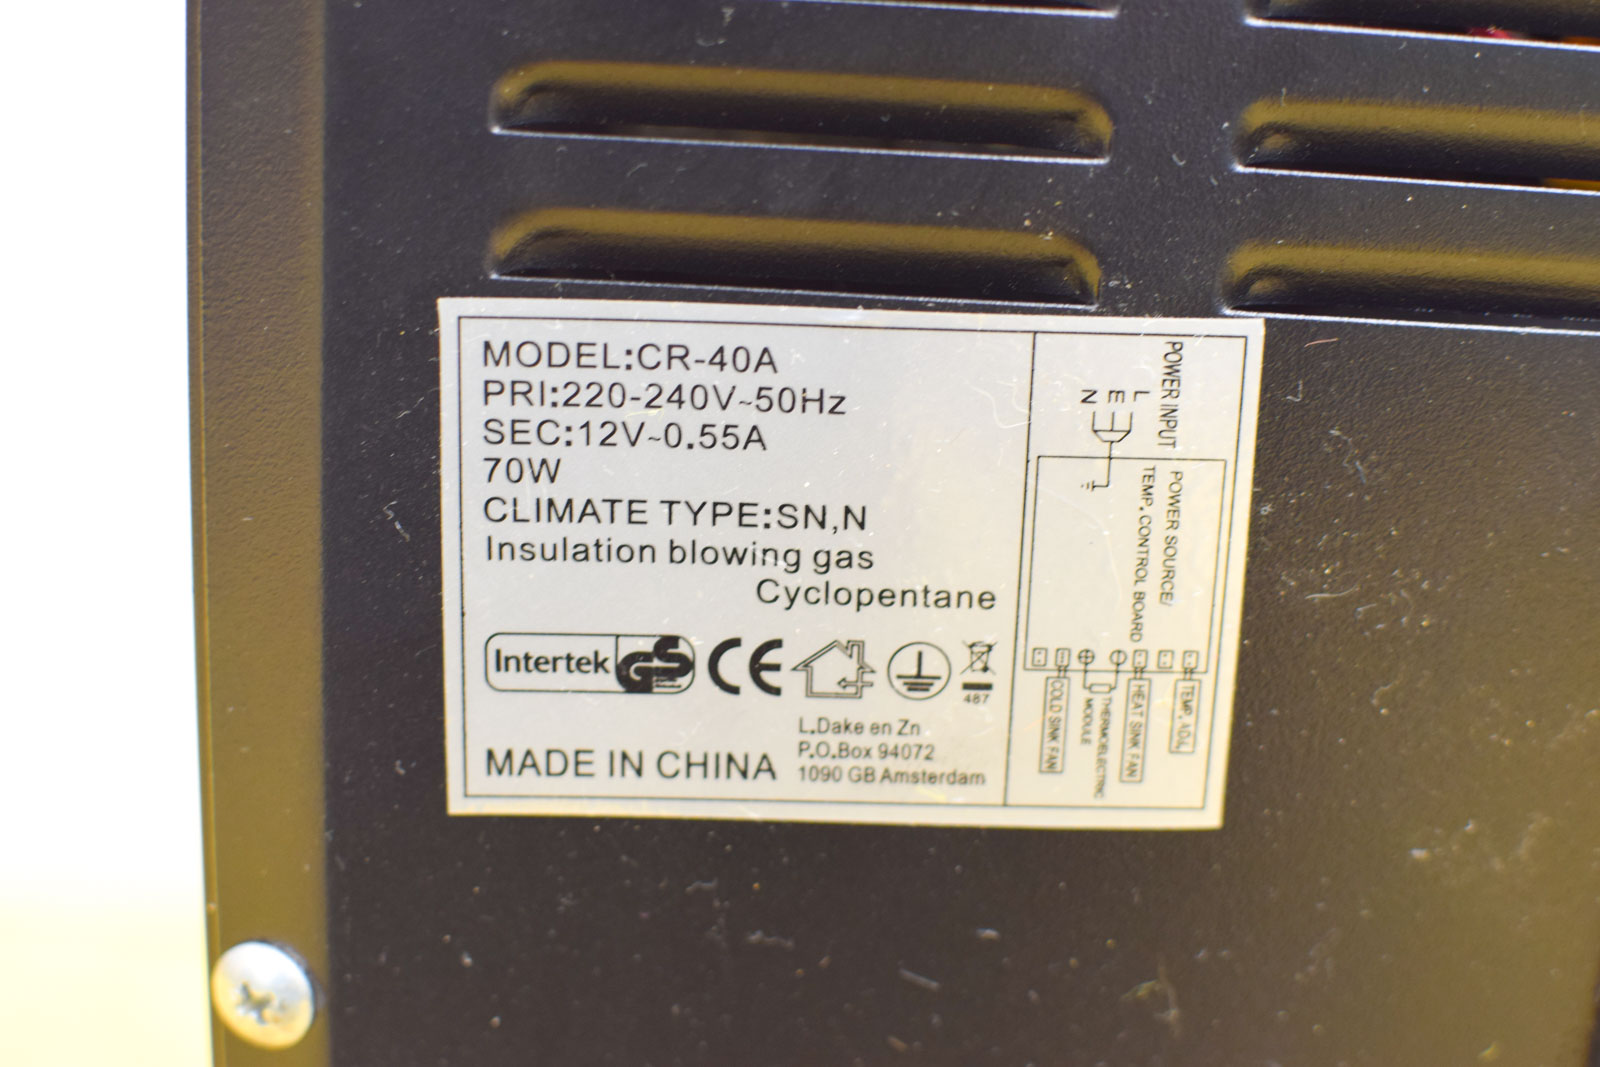 MODEL:CR-40A
PRI:220-240V~50Hz
SEC:12V~0.55A
70W
CLIMATE TYPE:SN,N
Insulation blowing gas
Cyclopentane
Intertek GS CE
487
MADE IN CHINA
L.Dake en Zn
P.O.Box 94072
1090 GB Amsterdam
POWER INPUT
L
E
N
POWER SOURCE/
TEMP. CONTROL BOARD
HEAT SINK FAN
THERMOELECTRIC
MODULE
COLD SINK FAN